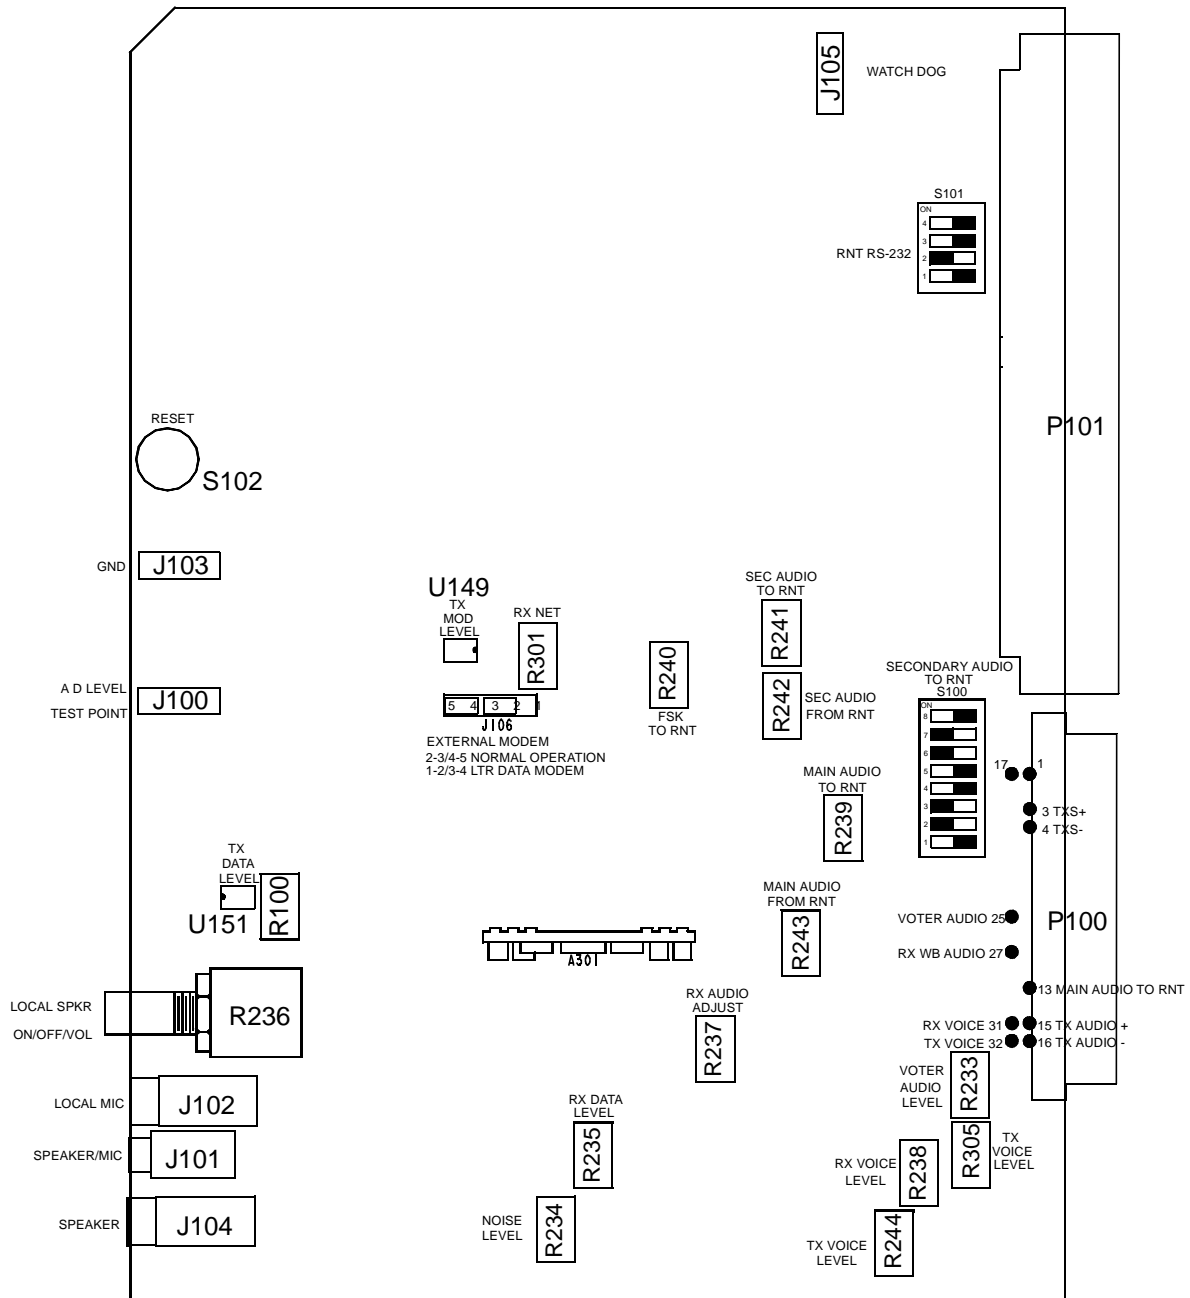 J105
WATCH DOG
S101
ON
4
3
2
1
RNT RS-232
P101
RESET
S102
GND
J103
U149
TX
MOD
LEVEL
RX NET
R301
SEC AUDIO
TO RNT
R241
R240
FSK
TO RNT
R242
SEC AUDIO
FROM RNT
A D LEVEL
TEST POINT
J100
5 4 3 2 1
J106
EXTERNAL MODEM
2-3/4-5 NORMAL OPERATION
1-2/3-4 LTR DATA MODEM
SECONDARY AUDIO
TO RNT
S100
ON
8
7
6
5
4
3
2
1
17
1
3 TXS+
4 TXS-
MAIN AUDIO
TO RNT
R239
TX
DATA
LEVEL
U151
R100
MAIN AUDIO
FROM RNT
R243
VOTER AUDIO 25
P100
RX WB AUDIO 27
A301
13 MAIN AUDIO TO RNT
LOCAL SPKR
ON/OFF/VOL
R236
RX AUDIO
ADJUST
R237
RX VOICE 31
15 TX AUDIO +
TX VOICE 32
16 TX AUDIO -
VOTER
AUDIO
LEVEL
R233
LOCAL MIC
J102
RX DATA
LEVEL
R235
SPEAKER/MIC
J101
R305
TX
VOICE
LEVEL
RX VOICE
LEVEL
R238
SPEAKER
J104
NOISE
LEVEL
R234
TX VOICE
LEVEL
R244